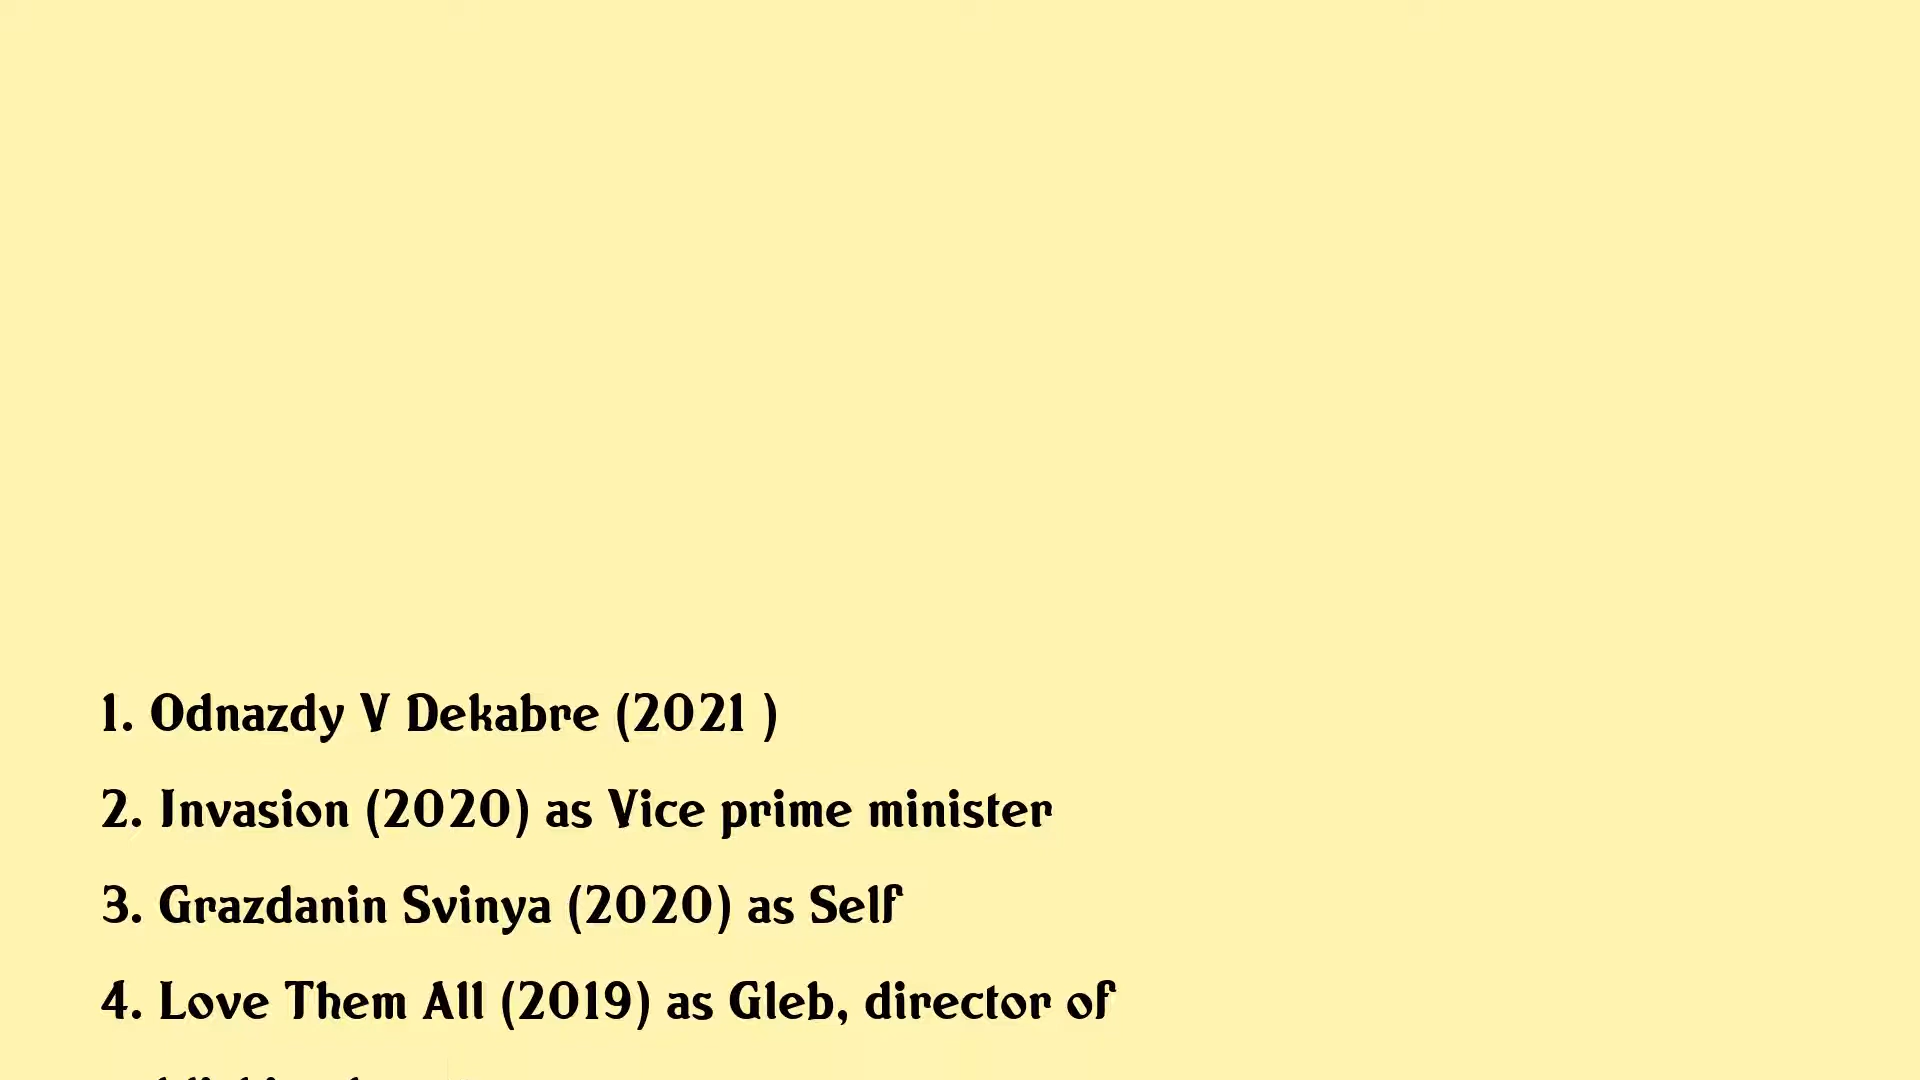 1. Odnazdy V Dekabre (2021 )
2. Invasion (2020) as Vice prime minister
3. Grazdanin Svinya (2020) as Self
4. Love Them All (2019) as Gleb, director of